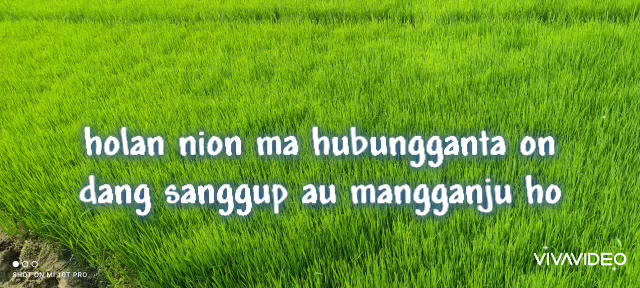 holan nion ma hubungganta on
dang sanggup au mangganju ho
SHOT ON MI 10T PRO
VIVAVIDEO